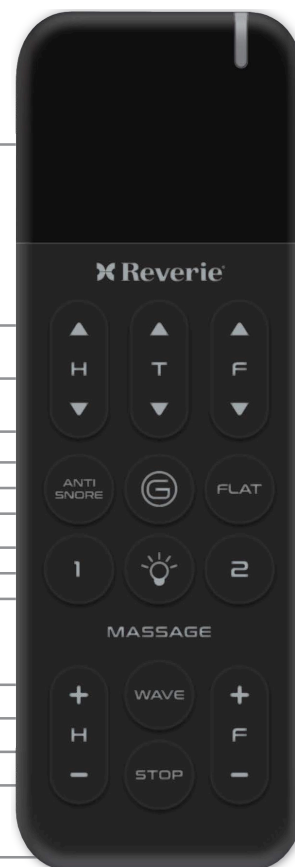 Reverie
H T F
ANTI
SNORE
G
FLAT
1 2
MASSAGE
+ WAVE +
H F
- STOP -